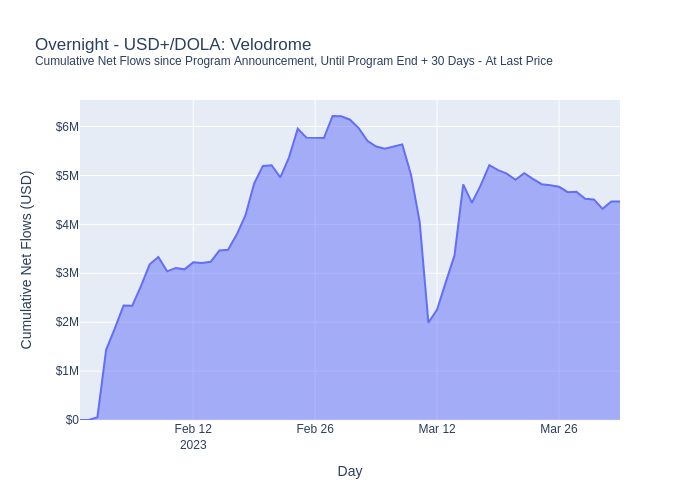 Overnight - USD+/DOLA: Velodrome
Cumulative Net Flows since Program Announcement, Until Program End + 30 Days - At Last Price
Cumulative Net Flows (USD)
$6M
$5M
$4M
$3M
$2M
$1M
$0
Feb 12
2023
Feb 26
Mar 12
Mar 26
Day